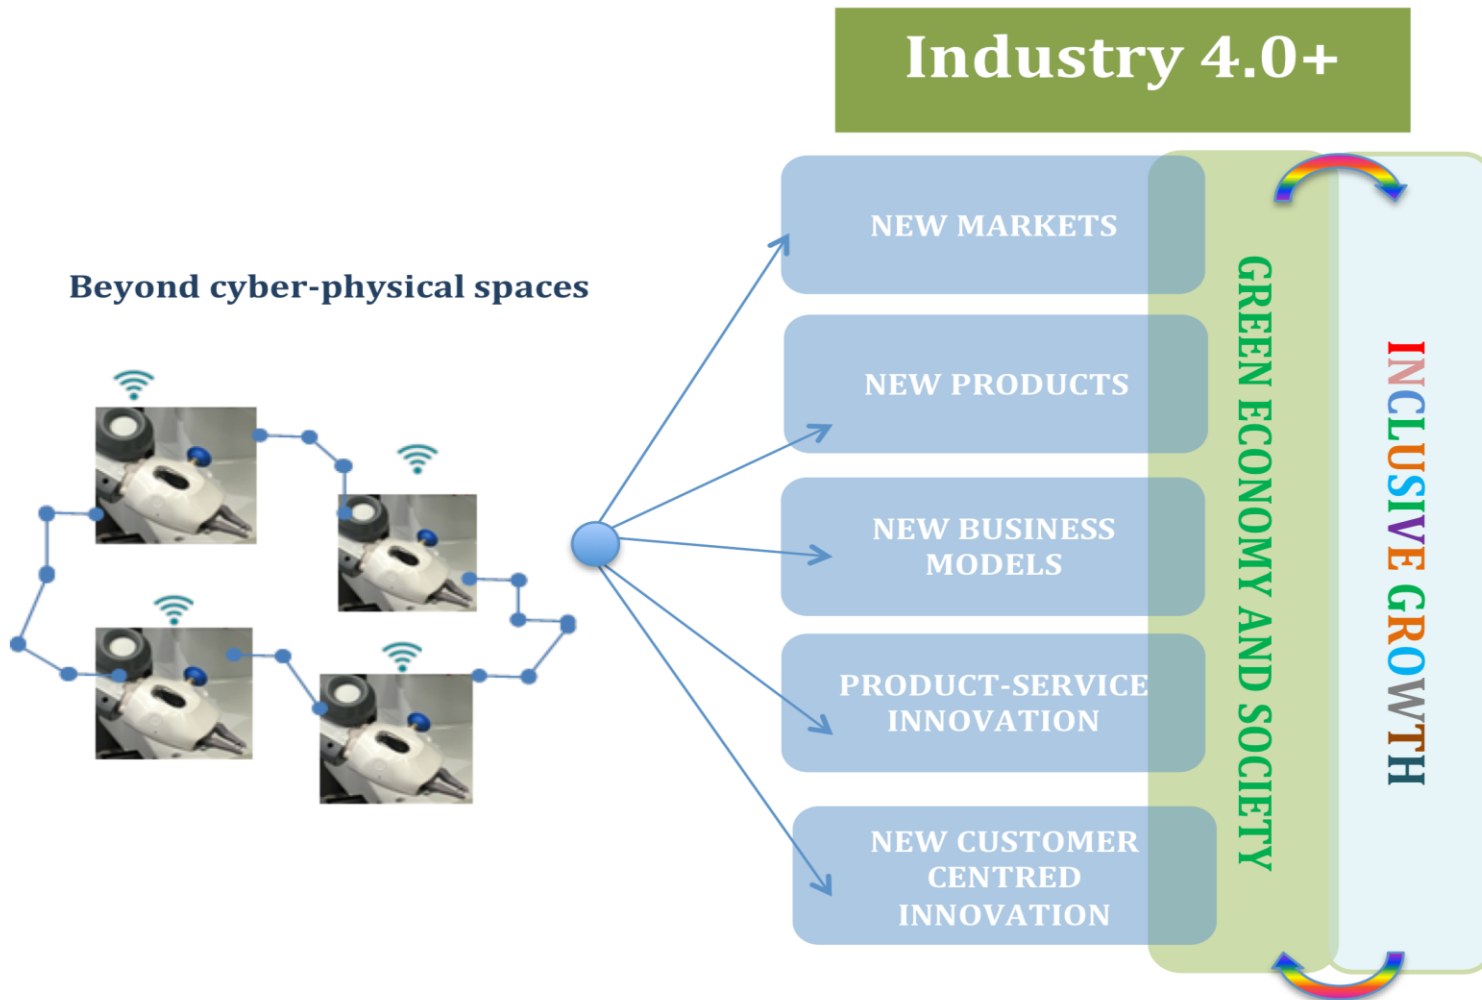 Industry 4.0+
Beyond cyber-physical spaces
NEW MARKETS
NEW PRODUCTS
NEW BUSINESS
MODELS
PRODUCT-SERVICE
INNOVATION
NEW CUSTOMER
CENTRED
INNOVATION
GREEN ECONOMY AND SOCIETY
INCLUSIVE GROWTH